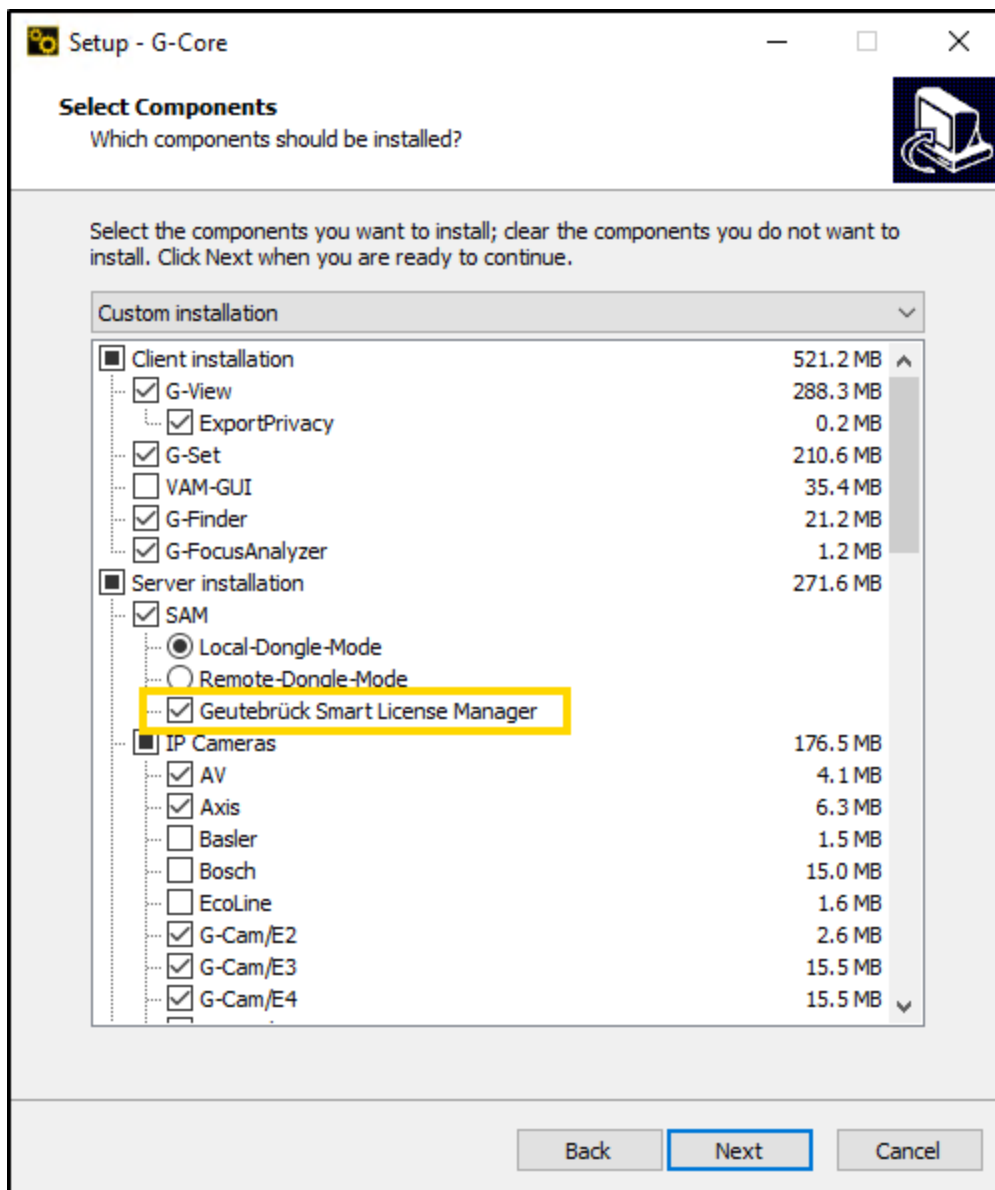 Setup - G-Core
Select Components
Which components should be installed?
Select the components you want to install; clear the components you do not want to
install. Click Next when you are ready to continue.
Custom installation
Client installation 521.2 MB
G-View 288.3 MB
ExportPrivacy 0.2 MB
G-Set 210.6 MB
VAM-GUI 35.4 MB
G-Finder 21.2 MB
G-FocusAnalyzer 1.2 MB
Server installation 271.6 MB
SAM
Local-Dongle-Mode
Remote-Dongle-Mode
Geutebrück Smart License Manager
IP Cameras 176.5 MB
AV 4.1 MB
Axis 6.3 MB
Basler 1.5 MB
Bosch 15.0 MB
EcoLine 1.6 MB
G-Cam/E2 2.6 MB
G-Cam/E3 15.5 MB
G-Cam/E4 15.5 MB
Back Next Cancel